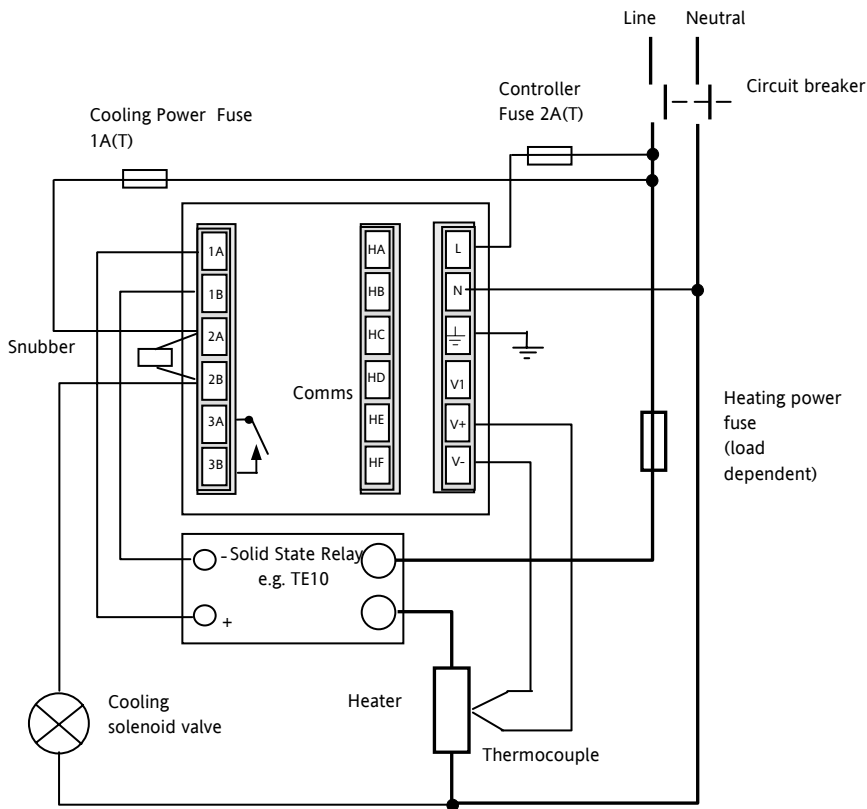 Line Neutral
Circuit breaker
Controller
Fuse 2A(T)
Cooling Power Fuse
1A(T)
1A
1B
2A
2B
3A
3B
Snubber
HA
HB
HC
HD
HE
HF
Comms
L
N
V1
V+
V-
Heating power
fuse
(load
dependent)
- Solid State Relay
e.g. TE10
+
Cooling
solenoid valve
Heater
Thermocouple